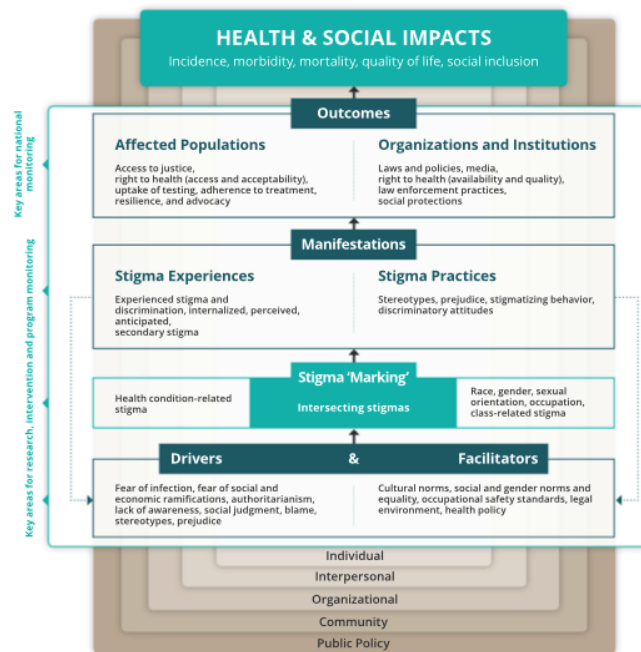 HEALTH & SOCIAL IMPACTS
Incidence, morbidity, mortality, quality of life, social inclusion
Outcomes
Affected Populations
Access to justice,
right to health (access and acceptability),
uptake of testing, adherence to treatment,
resilience, and advocacy
Organizations and Institutions
Laws and policies, media,
right to health (availability and quality),
law enforcement practices,
social protections
Key areas for national
monitoring
Manifestations
Stigma Experiences
Experienced stigma and
discrimination, internalized, perceived,
anticipated,
secondary stigma
Stigma Practices
Stereotypes, prejudice, stigmatizing behavior,
discriminatory attitudes
Stigma ‘Marking’
Intersecting stigmas
Health condition-related
stigma
Race, gender, sexual
orientation, occupation,
class-related stigma
Drivers & Facilitators
Fear of infection, fear of social and
economic ramifications, authoritarianism,
lack of awareness, social judgment, blame,
stereotypes, prejudice
Cultural norms, social and gender norms and
equality, occupational safety standards, legal
environment, health policy
Key areas for research, intervention and program monitoring
Individual
Interpersonal
Organizational
Community
Public Policy